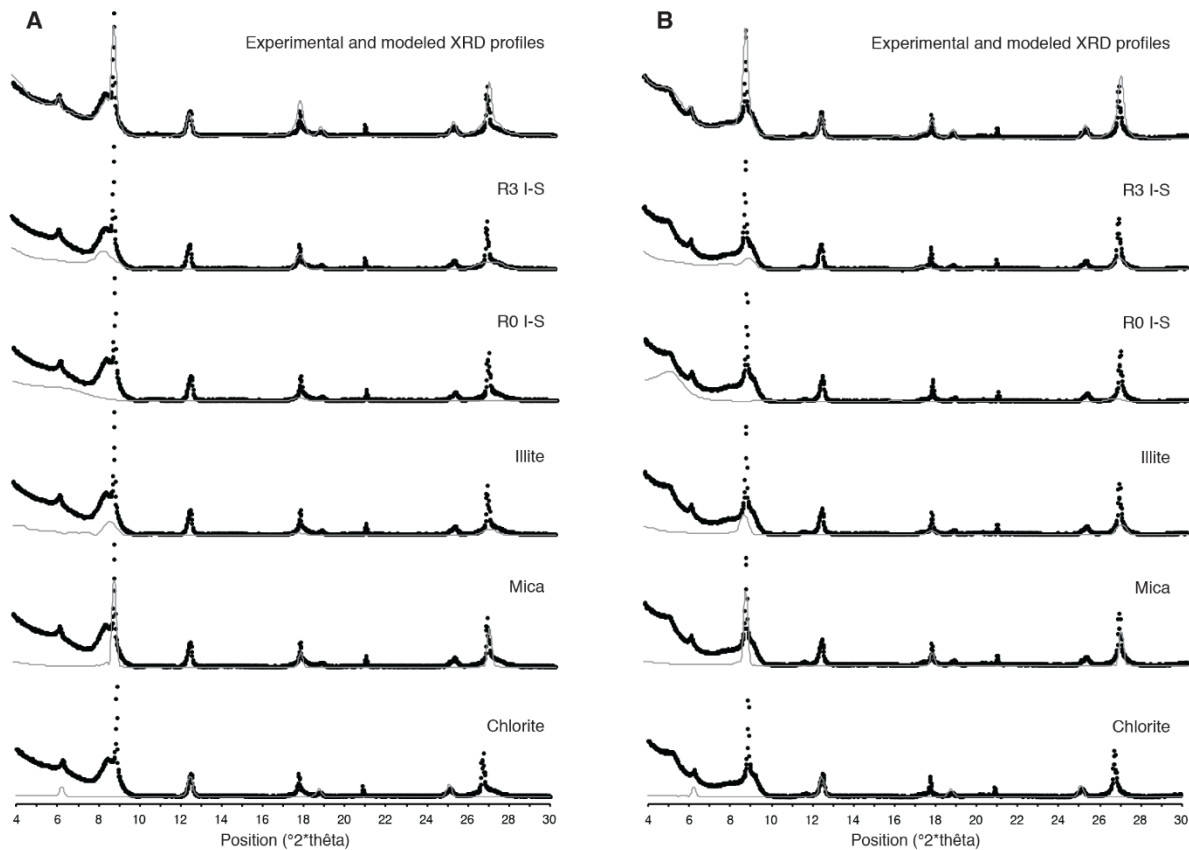 A
Experimental and modeled XRD profiles
R3 I-S
R0 I-S
Illite
Mica
Chlorite
4 6 8 10 12 14 16 18 20 22 24 26 28 30
Position (°2*thêta)
B
Experimental and modeled XRD profiles
R3 I-S
R0 I-S
Illite
Mica
Chlorite
4 6 8 10 12 14 16 18 20 22 24 26 28 30
Position (°2*thêta)